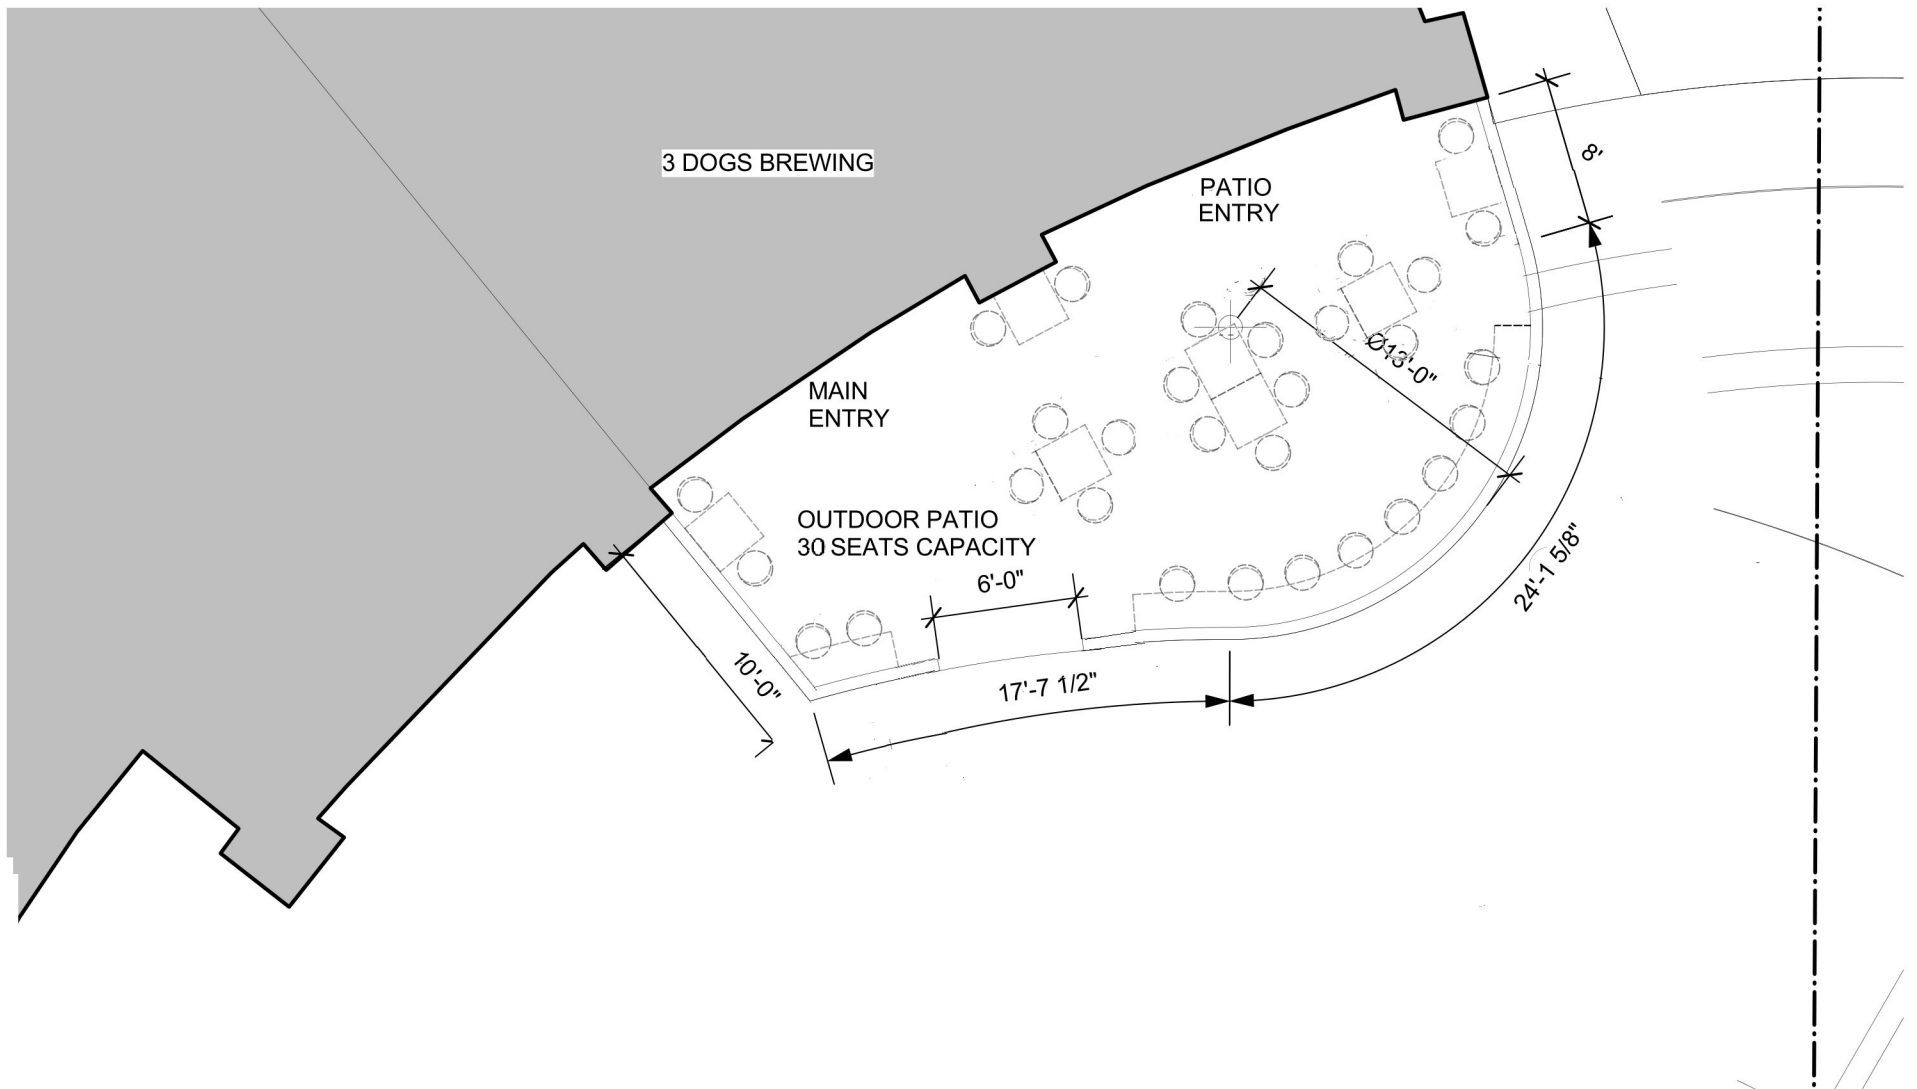 3 DOGS BREWING
PATIO
ENTRY
8'
MAIN
ENTRY
Ø13'-0"
OUTDOOR PATIO
30 SEATS CAPACITY
6'-0"
24'-1 5/8"
10'-0"
17'-7 1/2"